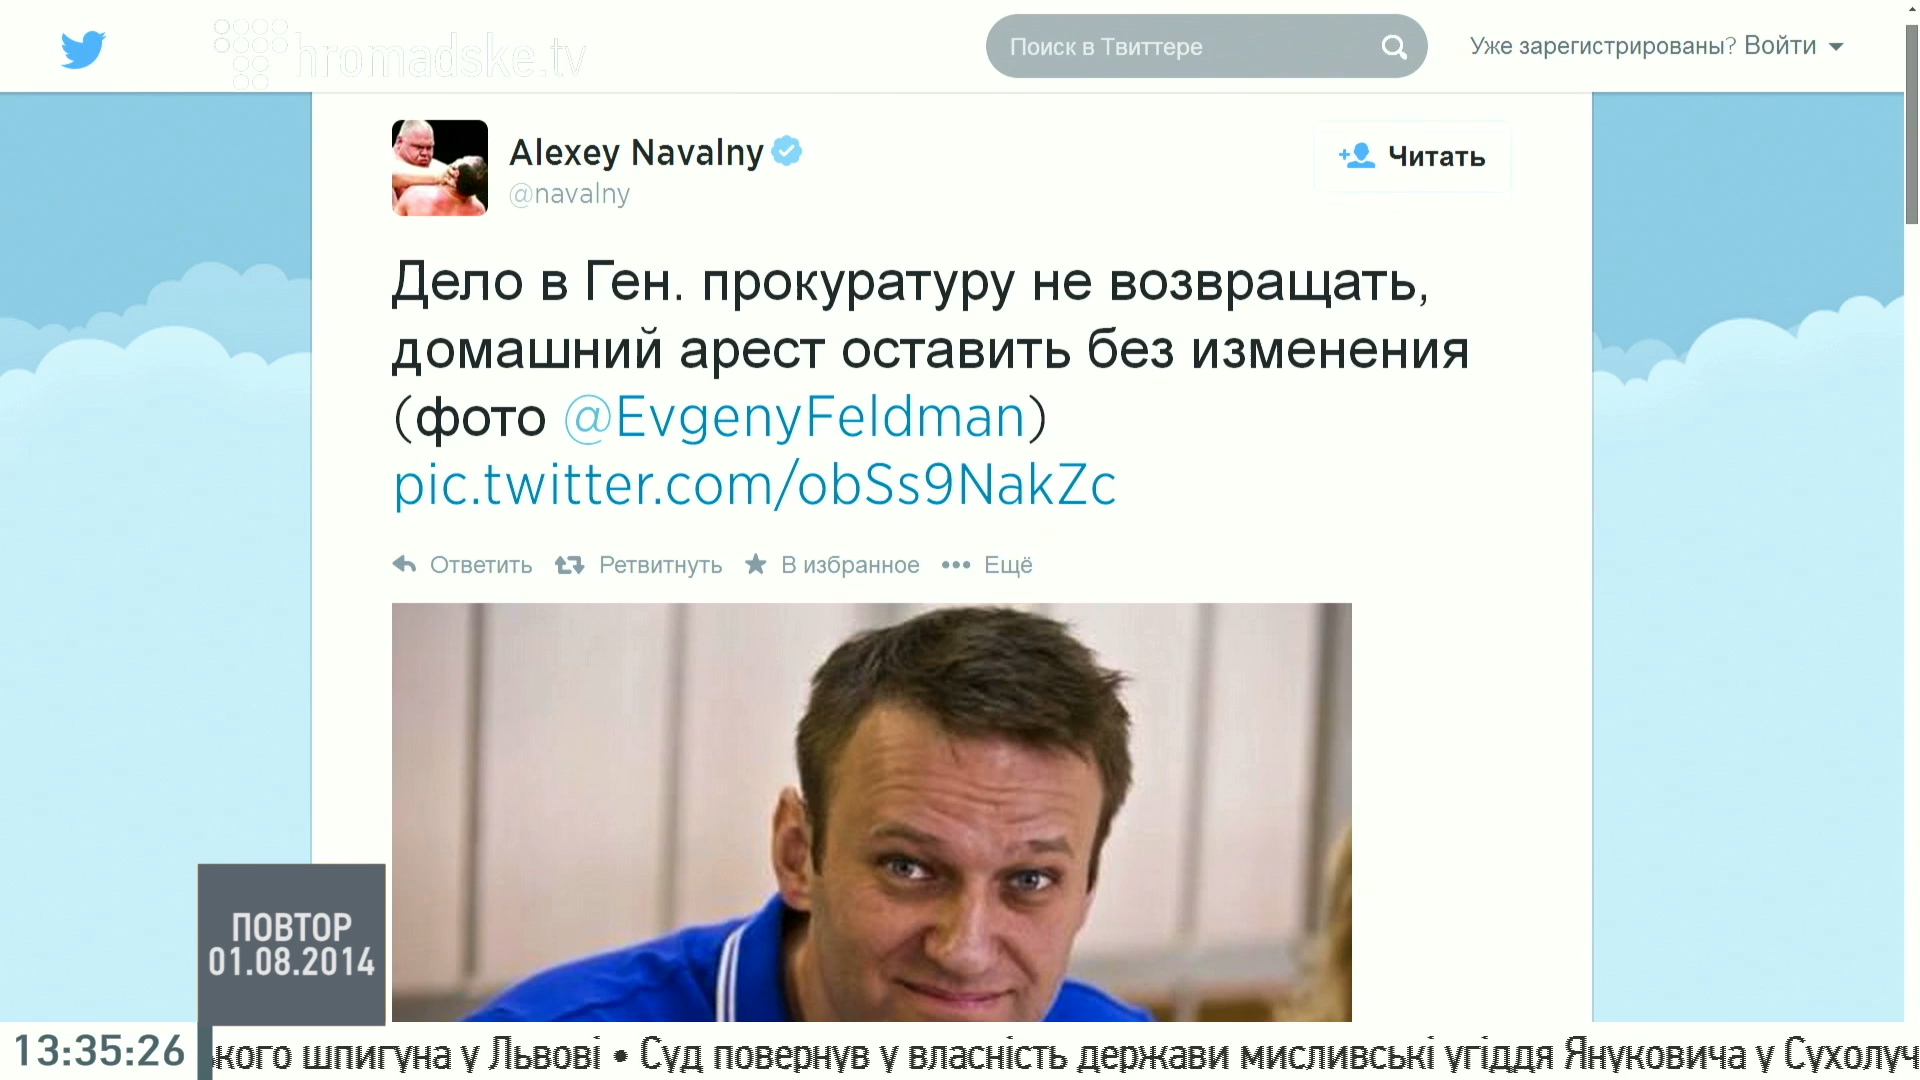 hromadske.tv
Поиск в Твиттере
Уже зарегистрированы? Войти
Alexey Navalny
@navalny
Читать
Дело в Ген. прокуратуру не возвращать,
домашний арест оставить без изменения
(фото @EvgenyFeldman)
pic.twitter.com/obSs9NakZc
Ответить Ретвитнуть В избранное Ещё
ПОВТОР
01.08.2014
13:35:26
ького шпигуна у Львові • Суд повернув у власність держави мисливські угіддя Януковича у Сухолуч